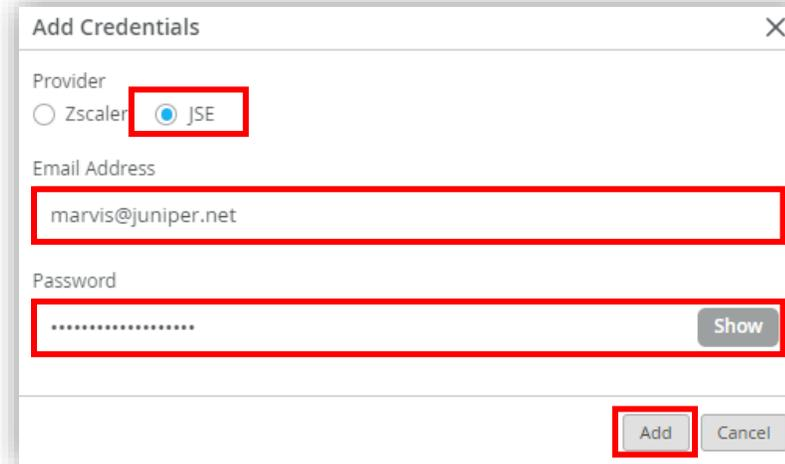 Add Credentials
Provider
Zscaler JSE
Email Address
marvis@juniper.net
Password
•••••••••••••••••••
Show
Add Cancel